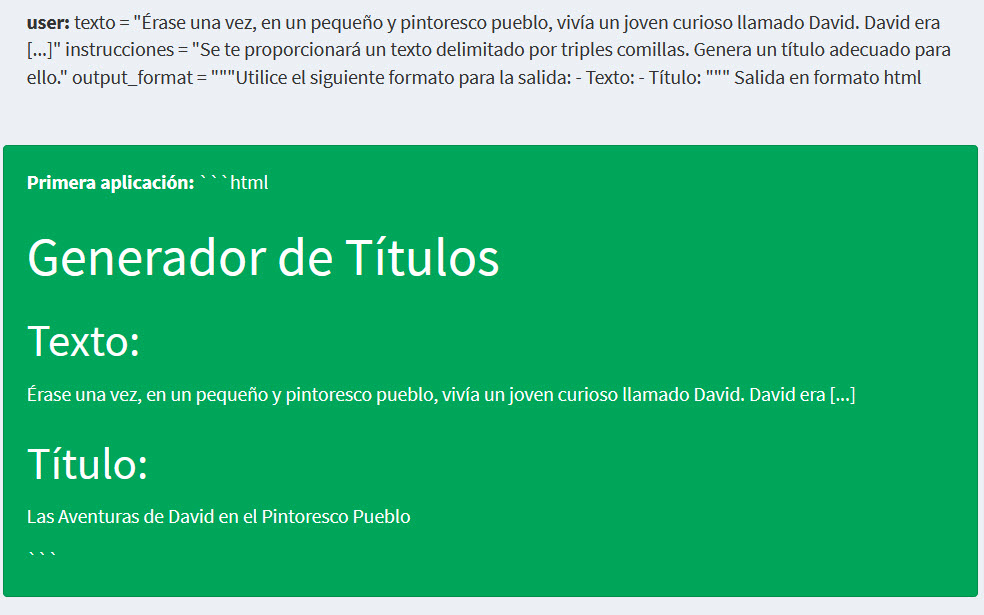 user: texto = "Érase una vez, en un pequeño y pintoresco pueblo, vivía un joven curioso llamado David. David era
[...]" instrucciones = "Se te proporcionará un texto delimitado por triples comillas. Genera un título adecuado para
ello." output_format = """Utilice el siguiente formato para la salida: - Texto: - Título: """ Salida en formato html
Primera aplicación: ```html
Generador de Títulos
Texto:
Érase una vez, en un pequeño y pintoresco pueblo, vivía un joven curioso llamado David. David era [...]
Título:
Las Aventuras de David en el Pintoresco Pueblo
```